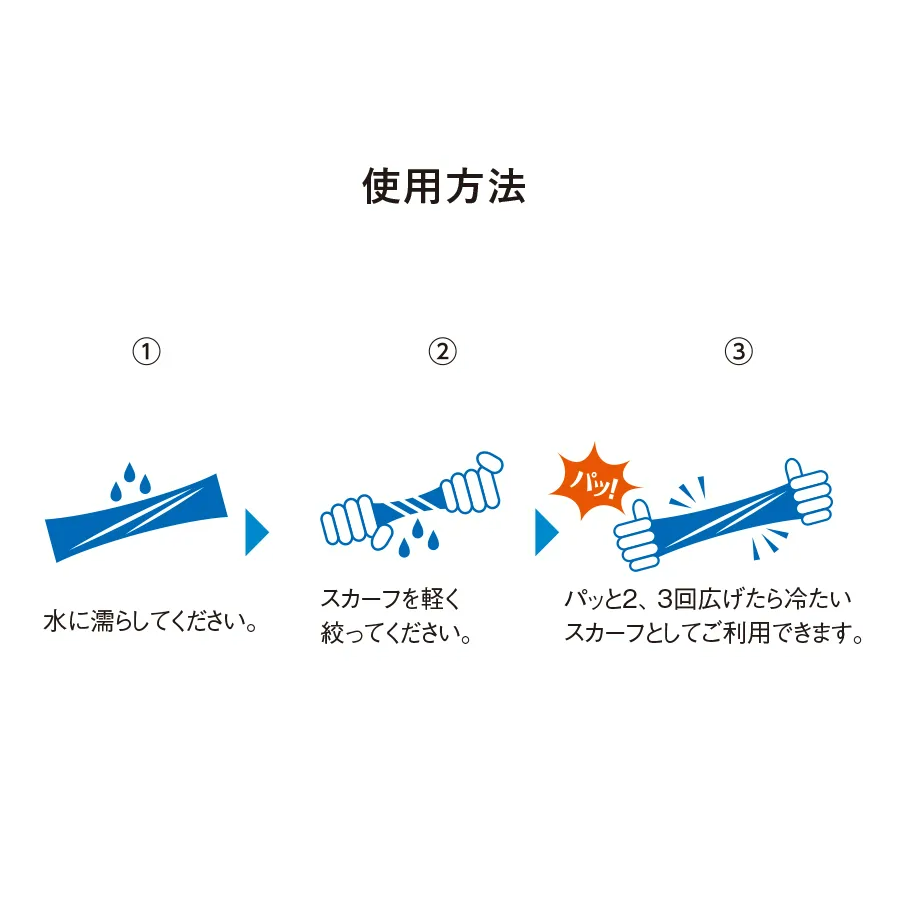 使用方法
①
②
③
パッ!
水に濡らしてください。
スカーフを軽く
絞ってください。
パッと2、3回広げたら冷たい
スカーフとしてご利用できます。